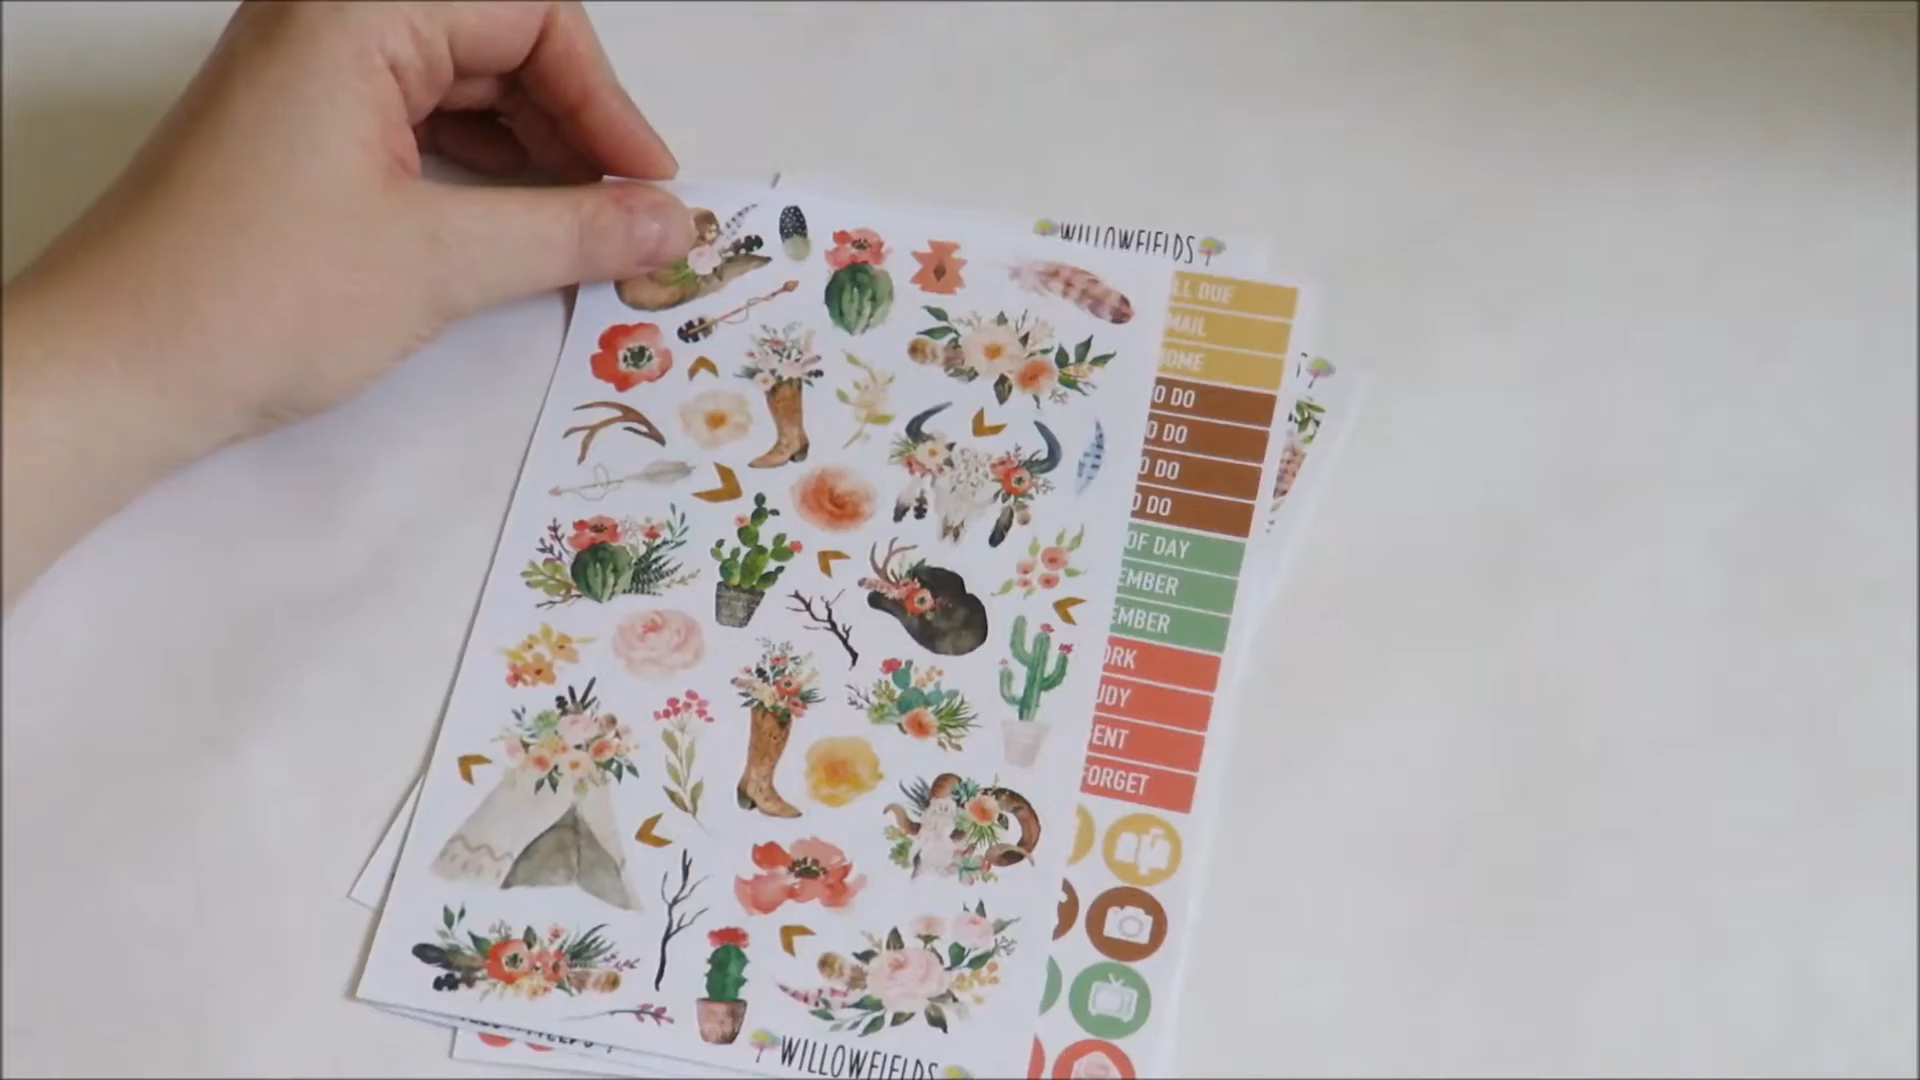 WILLOWFIELDS
LL DUE
MAIL
HOME
O DO
O DO
O DO
O DO
OF DAY
EMBER
EMBER
ORK
UDY
ENT
FORGET
WILLOWFIELDS